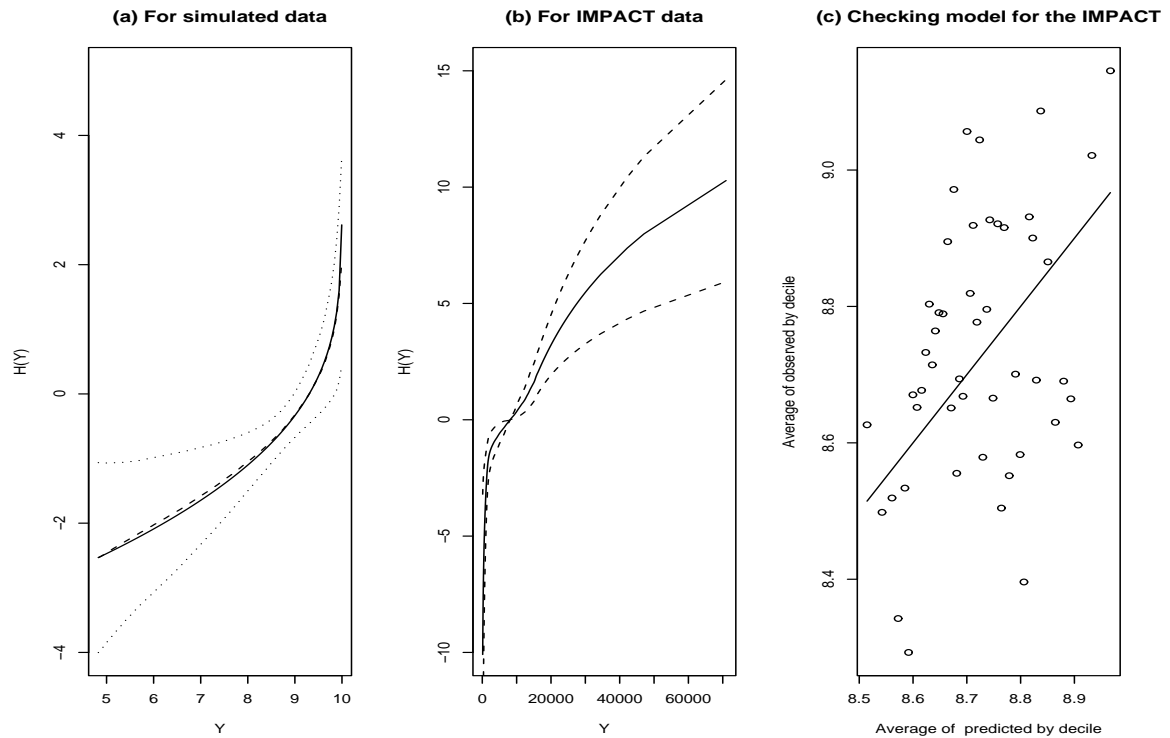 (a) For simulated data
H(Y)
4
2
0
-2
-4
5 6 7 8 9 10
Y
(b) For IMPACT data
H(Y)
15
10
5
0
-5
-10
0 20000 40000 60000
Y
(c) Checking model for the IMPACT
Average of observed by decile
9.0
8.8
8.6
8.4
8.5 8.6 8.7 8.8 8.9
Average of predicted by decile